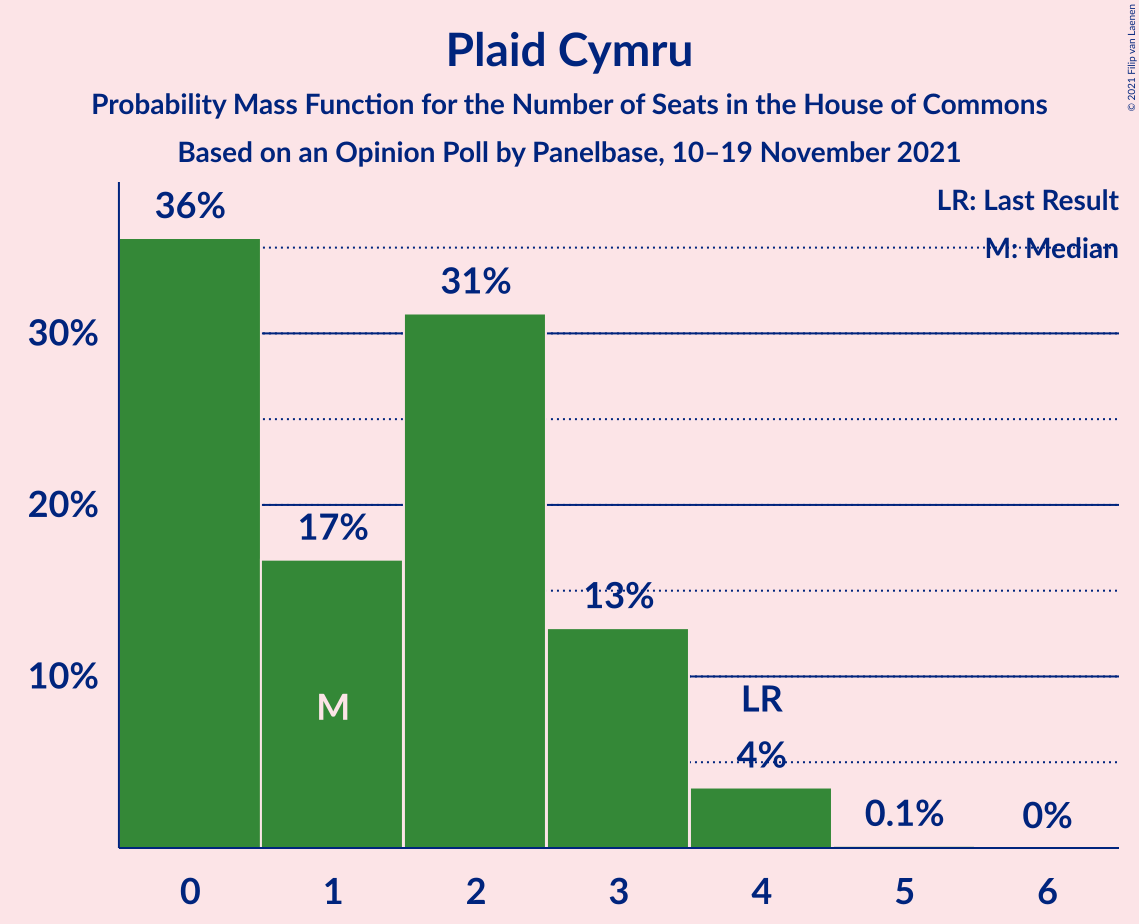 Plaid Cymru
Probability Mass Function for the Number of Seats in the House of Commons
Based on an Opinion Poll by Panelbase, 10–19 November 2021
© 2021 Filip van Laenen
LR: Last Result
M: Median
36%
31%
30%
20%
17%
13%
10%
M
LR
4%
0.1%
0%
0 1 2 3 4 5 6